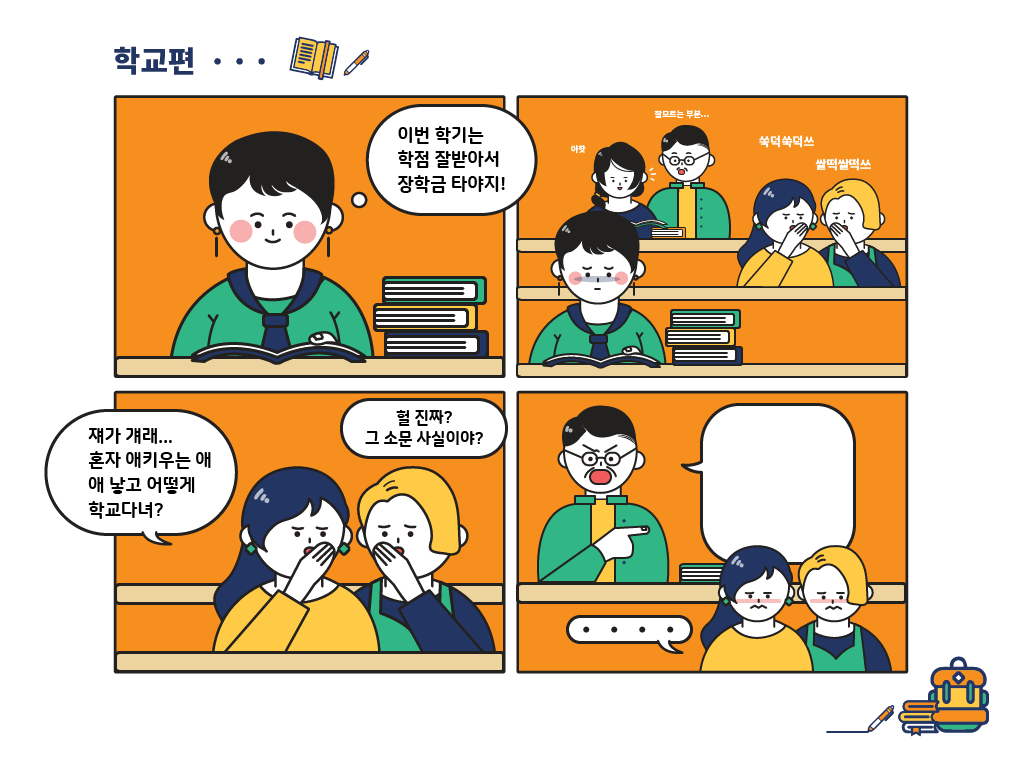 학교편 · · ·
이번 학기는
학점 잘받아서
장학금 타야지!
잘모르는 부분...
아핫
쑥덕쑥덕쓰
쌀떡쌀떡쓰
쟤가 걔래...
혼자 애키우는 애
애 낳고 어떻게
학교다녀?
헐 진짜?
그 소문 사실이야?
· · · ·